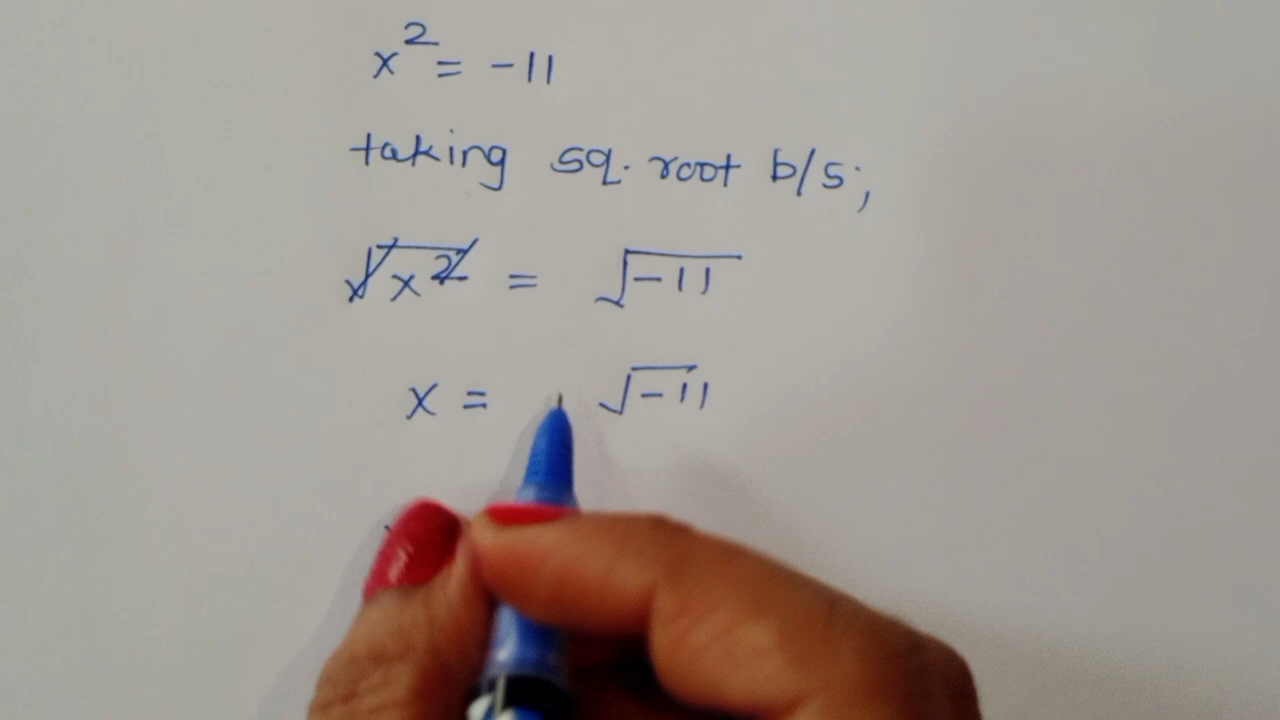 x² = -11
taking sq. root b/s;
√x² = √-11
x = √-11